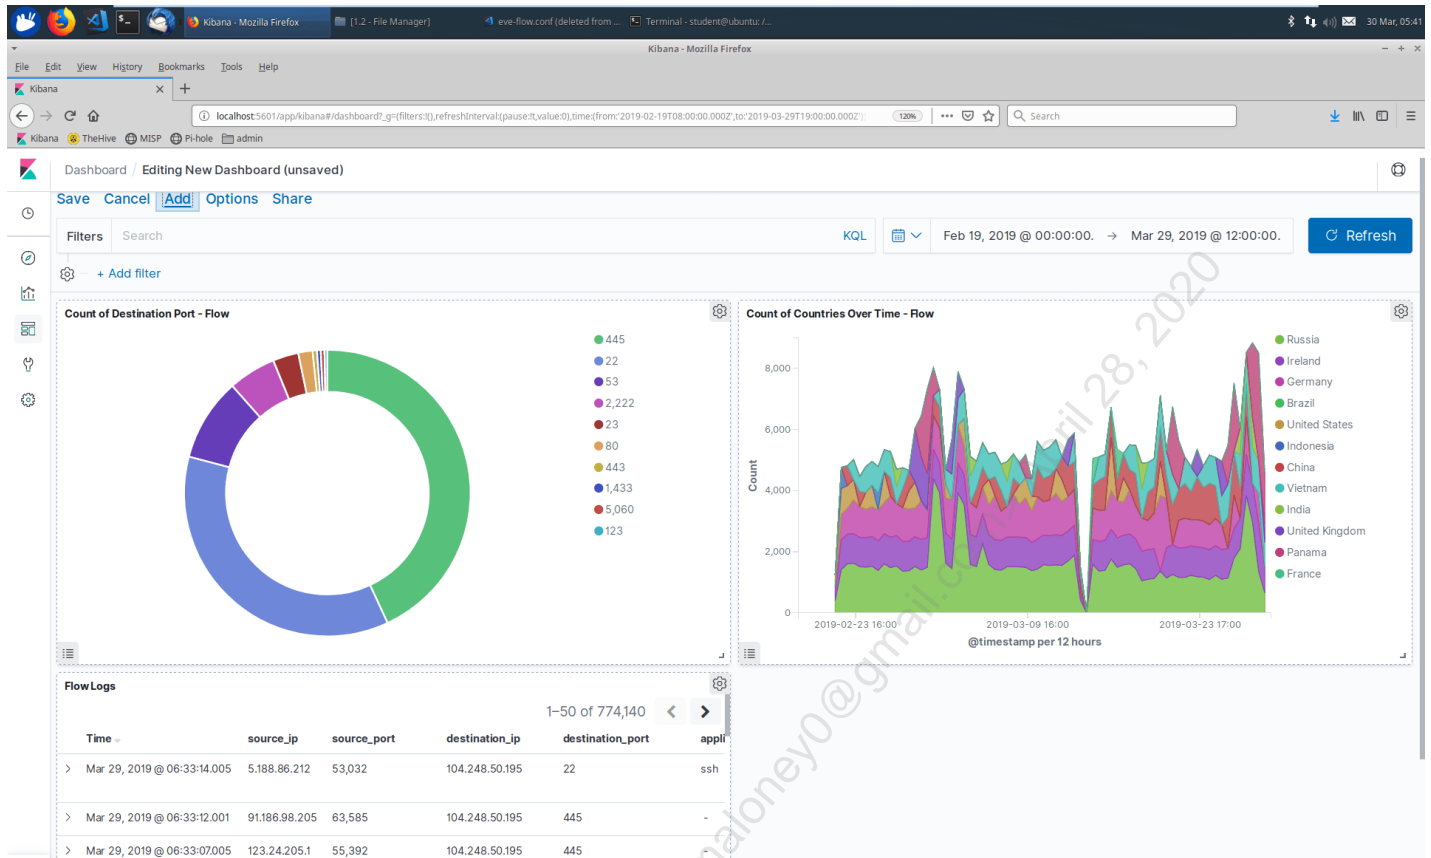 Kibana - Mozilla Firefox
[1.2 - File Manager]
eve-flow.conf (deleted from ...
Terminal - student@ubuntu: /...
30 Mar, 05:41
Kibana - Mozilla Firefox
File Edit View History Bookmarks Tools Help
Kibana
localhost:5601/app/kibana#/dashboard?_g=(filters:!(),refreshInterval:(pause:!t,value:0),time:(from:'2019-02-19T08:00:00.000Z',to:'2019-03-29T19:00:00.000Z'))
120%
Search
Kibana TheHive MISP Pi-hole admin
Dashboard / Editing New Dashboard (unsaved)
Save Cancel Add Options Share
Filters Search KQL
Feb 19, 2019 @ 00:00:00. → Mar 29, 2019 @ 12:00:00.
Refresh
+ Add filter
Count of Destination Port - Flow
445
22
53
2,222
23
80
443
1,433
5,060
123
Count of Countries Over Time - Flow
Count
8,000
6,000
4,000
2,000
0
2019-02-23 16:00 2019-03-09 16:00 2019-03-23 17:00
@timestamp per 12 hours
Russia
Ireland
Germany
Brazil
United States
Indonesia
China
Vietnam
India
United Kingdom
Panama
France
Flow Logs
1–50 of 774,140
Time source_ip source_port destination_ip destination_port appli
Mar 29, 2019 @ 06:33:14.005 5.188.86.212 53,032 104.248.50.195 22 ssh
Mar 29, 2019 @ 06:33:12.001 91.186.98.205 63,585 104.248.50.195 445 -
Mar 29, 2019 @ 06:33:07.005 123.24.205.1 55,392 104.248.50.195 445 -